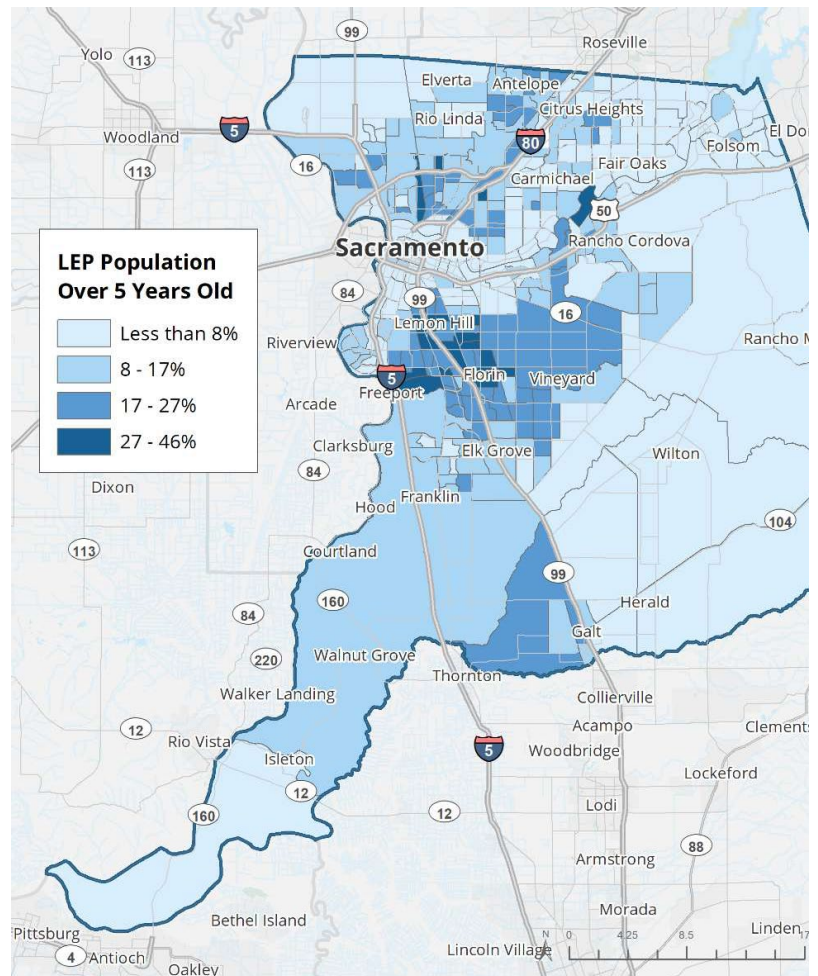 99
Roseville
Yolo
113
Elverta
Antelope
Citrus Heights
Rio Linda
5
80
Woodland
Folsom
El Do
16
Fair Oaks
113
Carmichael
50
Sacramento
Rancho Cordova
LEP Population
Over 5 Years Old
Less than 8%
8 - 17%
17 - 27%
27 - 46%
84
99
16
Lemon Hill
Riverview
Rancho M
5
Florin
Vineyard
Freeport
Arcade
Clarksburg
Elk Grove
Wilton
84
Dixon
Franklin
Hood
104
113
Courtland
99
160
Herald
84
Galt
220
Walnut Grove
Thornton
Walker Landing
Collierville
12
Acampo
Clements
Rio Vista
5
Woodbridge
Isleton
Lockeford
12
160
12
Lodi
88
Armstrong
Morada
Bethel Island
Pittsburg
Linden
N
0 4.25 8.5 17
4
Antioch
Lincoln Village
Oakley